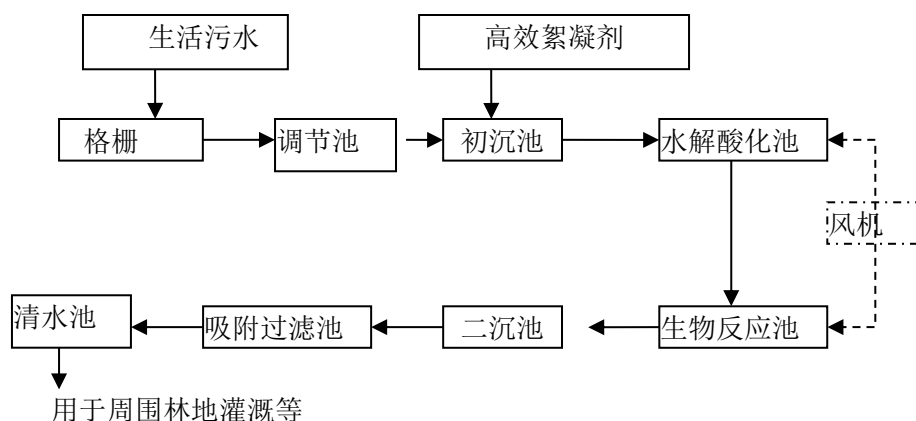 生活污水
高效絮凝剂
格栅
调节池
初沉池
水解酸化池
风机
清水池
吸附过滤池
二沉池
生物反应池
用于周围林地灌溉等